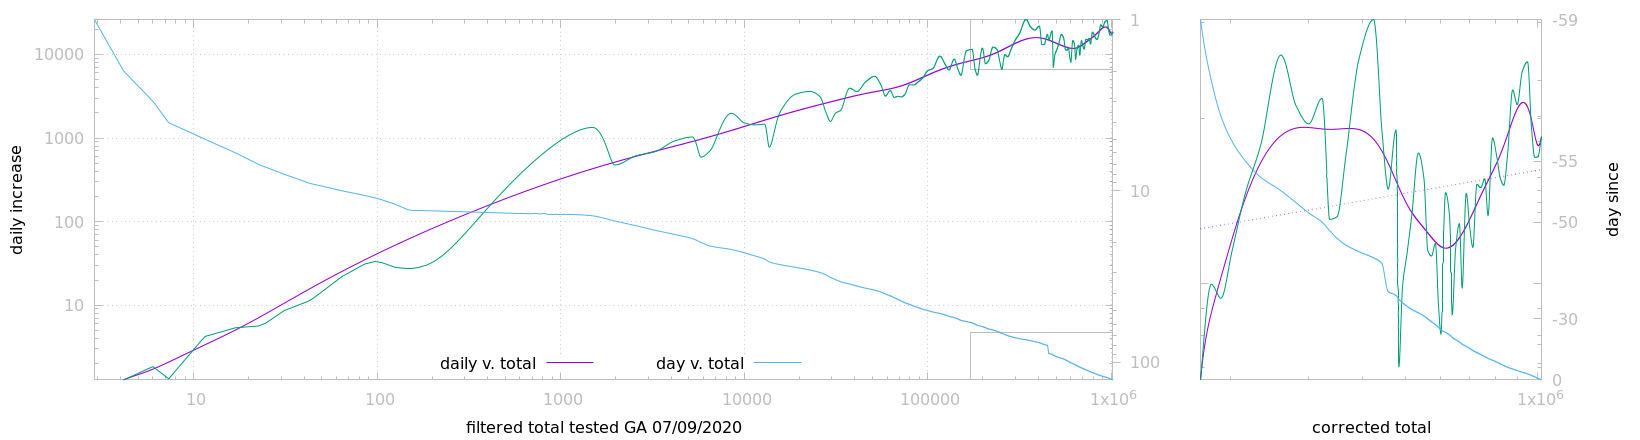 daily increase
10000
1000
100
10
10
100
1000
10000
100000
1x10^6
1
10
100
daily v. total
day v. total
filtered total tested GA 07/09/2020
-59
-55
-50
-30
0
day since
1x10^6
corrected total